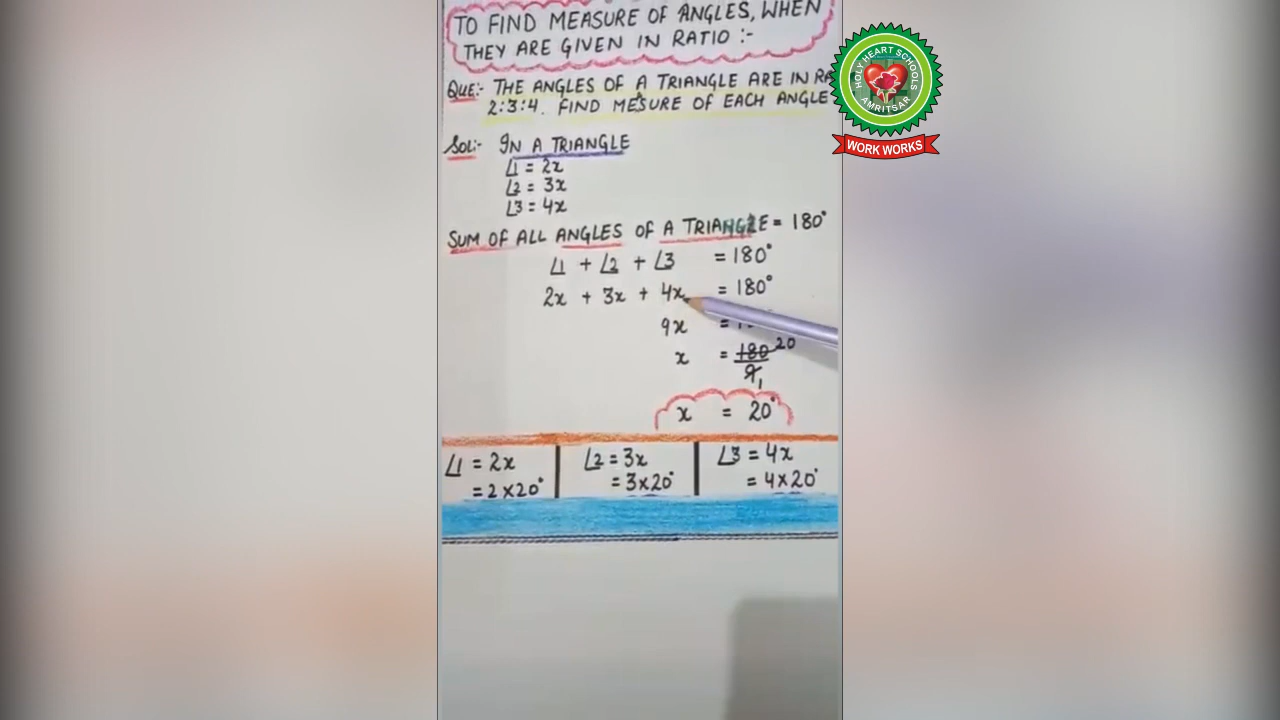 TO FIND MEASURE OF ANGLES, WHEN
THEY ARE GIVEN IN RATIO :-
QUE:- THE ANGLES OF A TRIANGLE ARE IN RA
2:3:4. FIND MESURE OF EACH ANGLE
SOL:- IN A TRIANGLE
∠1 = 2x
∠2 = 3x
∠3 = 4x
SUM OF ALL ANGLES OF A TRIANGLE = 180°
∠1 + ∠2 + ∠3 = 180°
2x + 3x + 4x = 180°
9x =
x = 180/9 20 1
x = 20°
∠1 = 2x
= 2×20°
∠2 = 3x
= 3×20°
∠3 = 4x
= 4×20°
HOLY HEART SCHOOLS
AMRITSAR
WORK WORKS